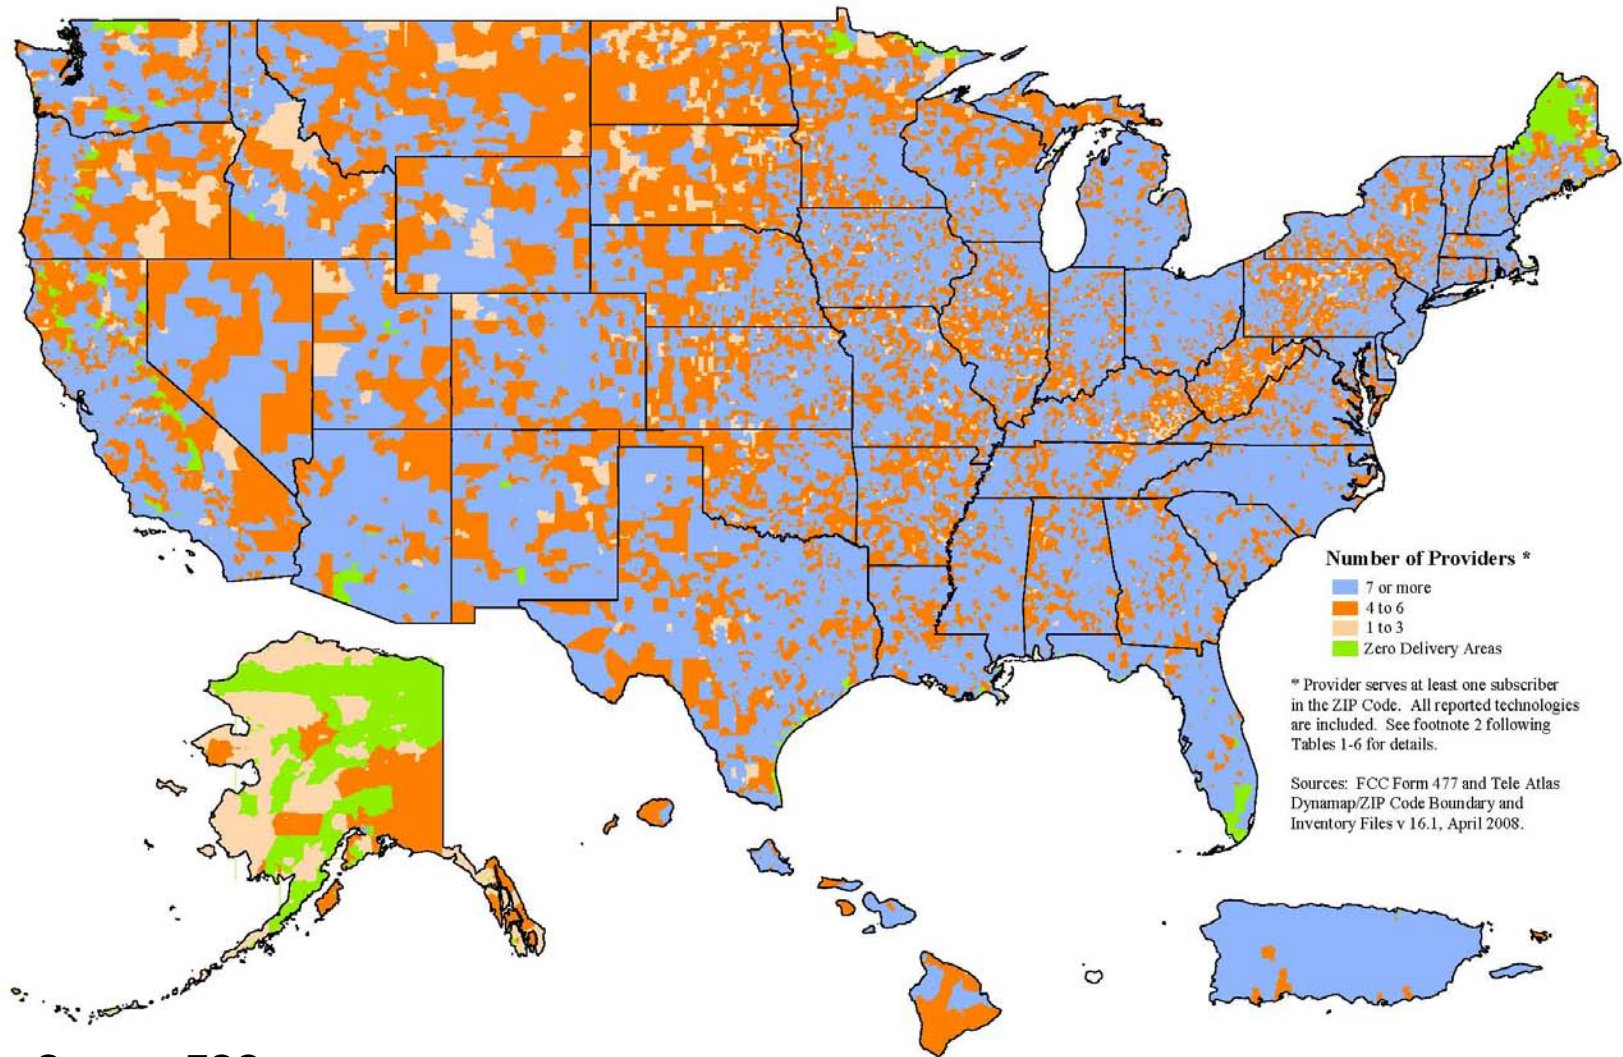 Number of Providers *
7 or more
4 to 6
1 to 3
Zero Delivery Areas
* Provider serves at least one subscriber
in the ZIP Code. All reported technologies
are included. See footnote 2 following
Tables 1-6 for details.
Sources: FCC Form 477 and Tele Atlas
Dynamap/ZIP Code Boundary and
Inventory Files v 16.1, April 2008.